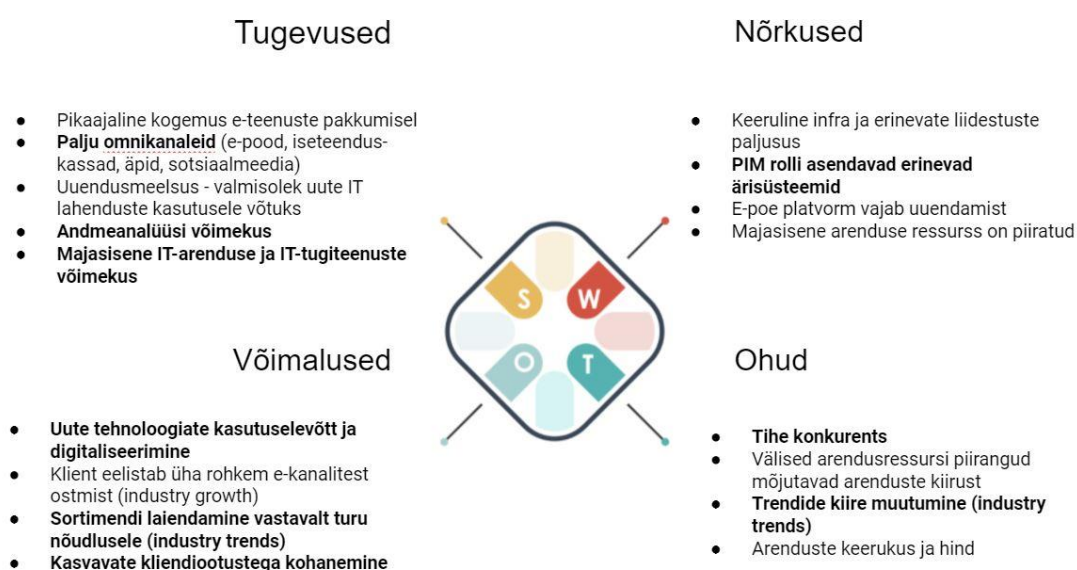 Tugevused
Pikaajaline kogemus e-teenuste pakkumisel
Palju omnikanaleid (e-pood, iseteendus-
kassad, äpid, sotsiaalmeedia)
Uuendusmeelsus - valmisolek uute IT
lahenduste kasutusele võtuks
Andmeanalüüsi võimekus
Majasisene IT-arenduse ja IT-tugiteenuste
võimekus
Nõrkused
Keeruline infra ja erinevate liidestuste
paljusus
PIM rolli asendavad erinevad
ärisüsteemid
E-poe platvorm vajab uuendamist
Majasisene arenduse ressurss on piiratud
S
W
O
T
Võimalused
Uute tehnoloogiate kasutuselevõtt ja
digitaliseerimine
Klient eelistab üha rohkem e-kanalitest
ostmist (industry growth)
Sortimendi laiendamine vastavalt turu
nõudlusele (industry trends)
Kasvavate kliendiootustega kohanemine
Ohud
Tihe konkurents
Välised arendusressursi piirangud
mõjutavad arenduste kiirust
Trendide kiire muutumine (industry
trends)
Arenduste keerukus ja hind